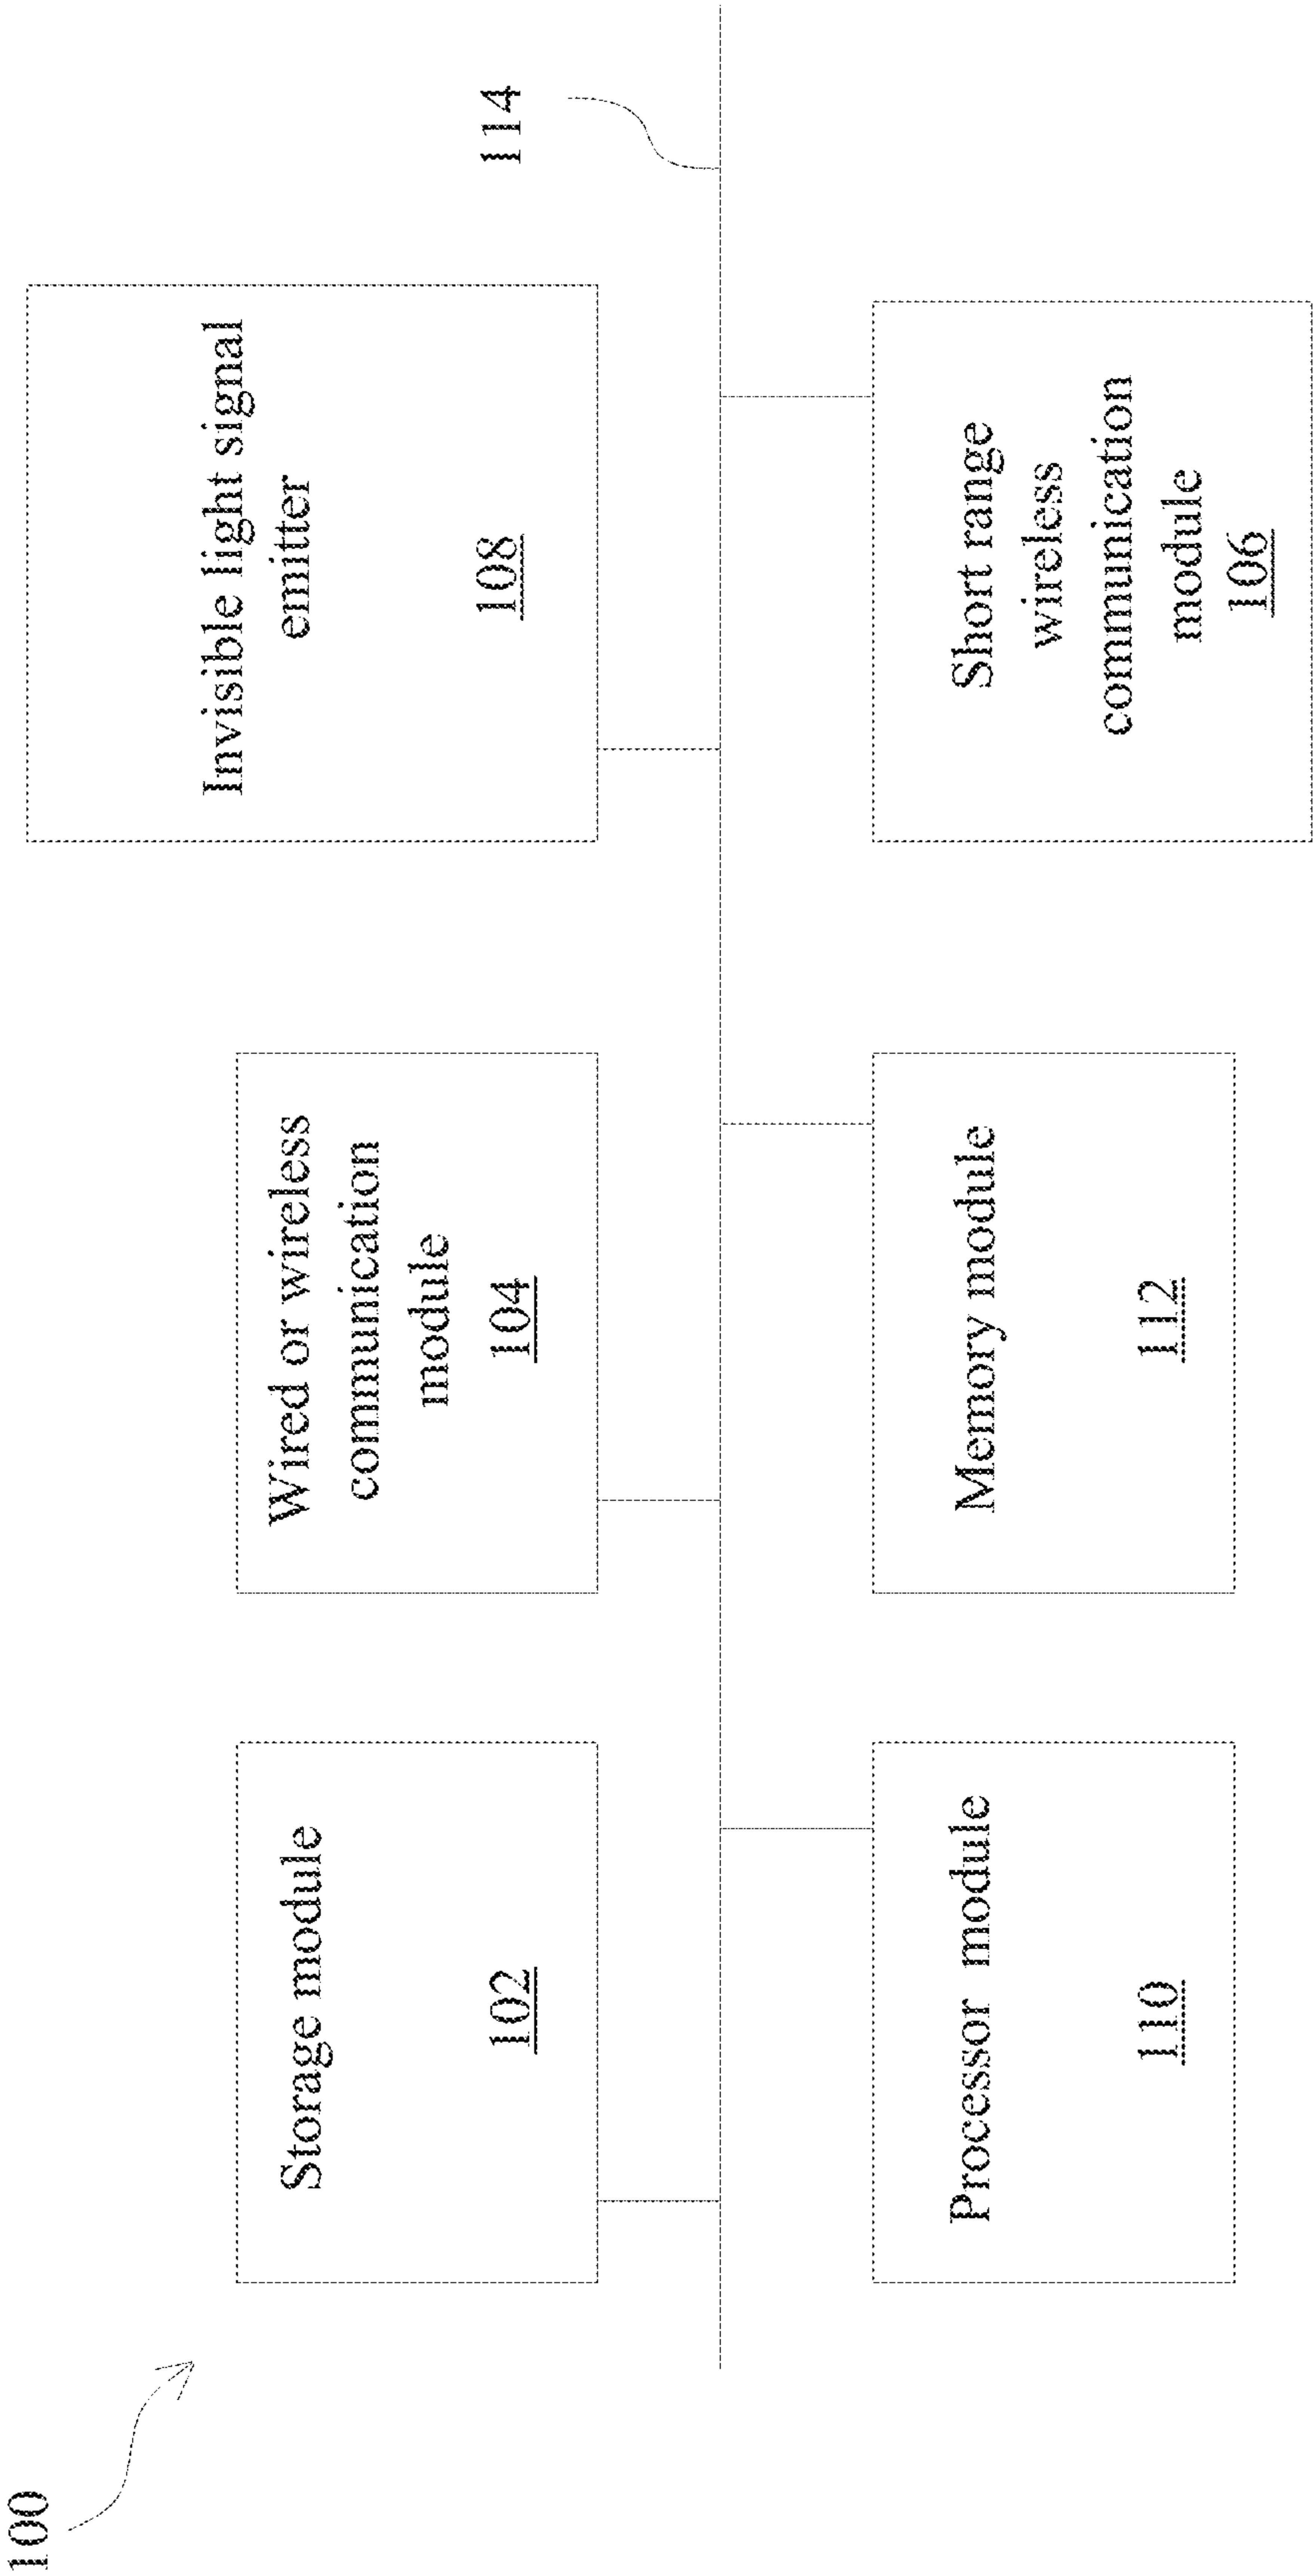 100
Storage module
102
Wired or wireless
communication
module
104
Invisible light signal
emitter
108
114
Processor module
110
Memory module
112
Short range
wireless
communication
module
106